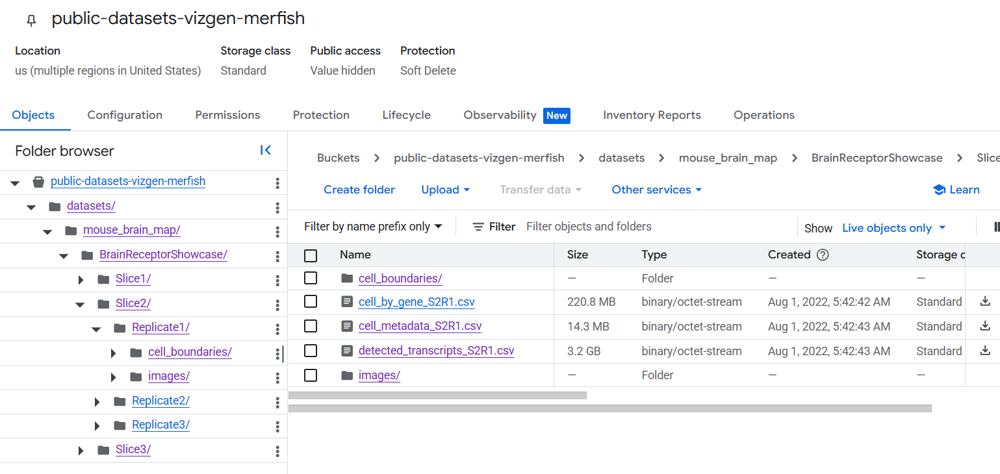 public-datasets-vizgen-merfish
Location Storage class Public access Protection
us (multiple regions in United States) Standard Value hidden Soft Delete
Objects Configuration Permissions Protection Lifecycle Observability New Inventory Reports Operations
Folder browser
public-datasets-vizgen-merfish
datasets/
mouse_brain_map/
BrainReceptorShowcase/
Slice1/
Slice2/
Replicate1/
cell_boundaries/
images/
Replicate2/
Replicate3/
Slice3/
Buckets > public-datasets-vizgen-merfish > datasets > mouse_brain_map > BrainReceptorShowcase > Slice
Create folder Upload Transfer data Other services Learn
Filter by name prefix only Filter Filter objects and folders Show Live objects only
Name Size Type Created ? Storage c
cell_boundaries/ — Folder — —
cell_by_gene_S2R1.csv 220.8 MB binary/octet-stream Aug 1, 2022, 5:42:42 AM Standard
cell_metadata_S2R1.csv 14.3 MB binary/octet-stream Aug 1, 2022, 5:42:43 AM Standard
detected_transcripts_S2R1.csv 3.2 GB binary/octet-stream Aug 1, 2022, 5:42:43 AM Standard
images/ — Folder — —